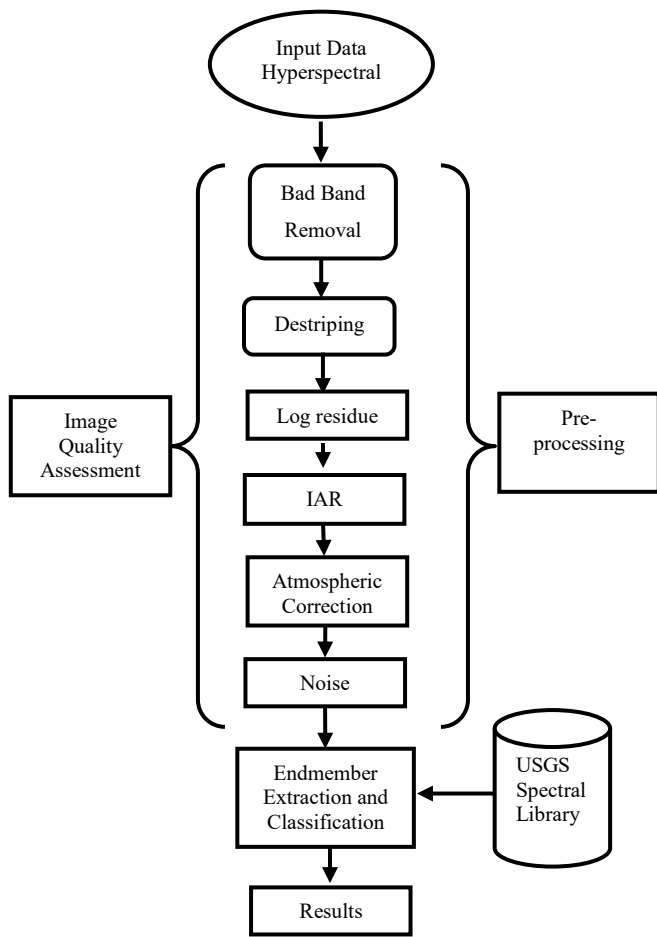 Input Data
Hyperspectral
Bad Band
Removal
Destriping
Log residue
Image
Quality
Assessment
Pre-
processing
IAR
Atmospheric
Correction
Noise
Endmember
Extraction and
Classification
USGS
Spectral
Library
Results